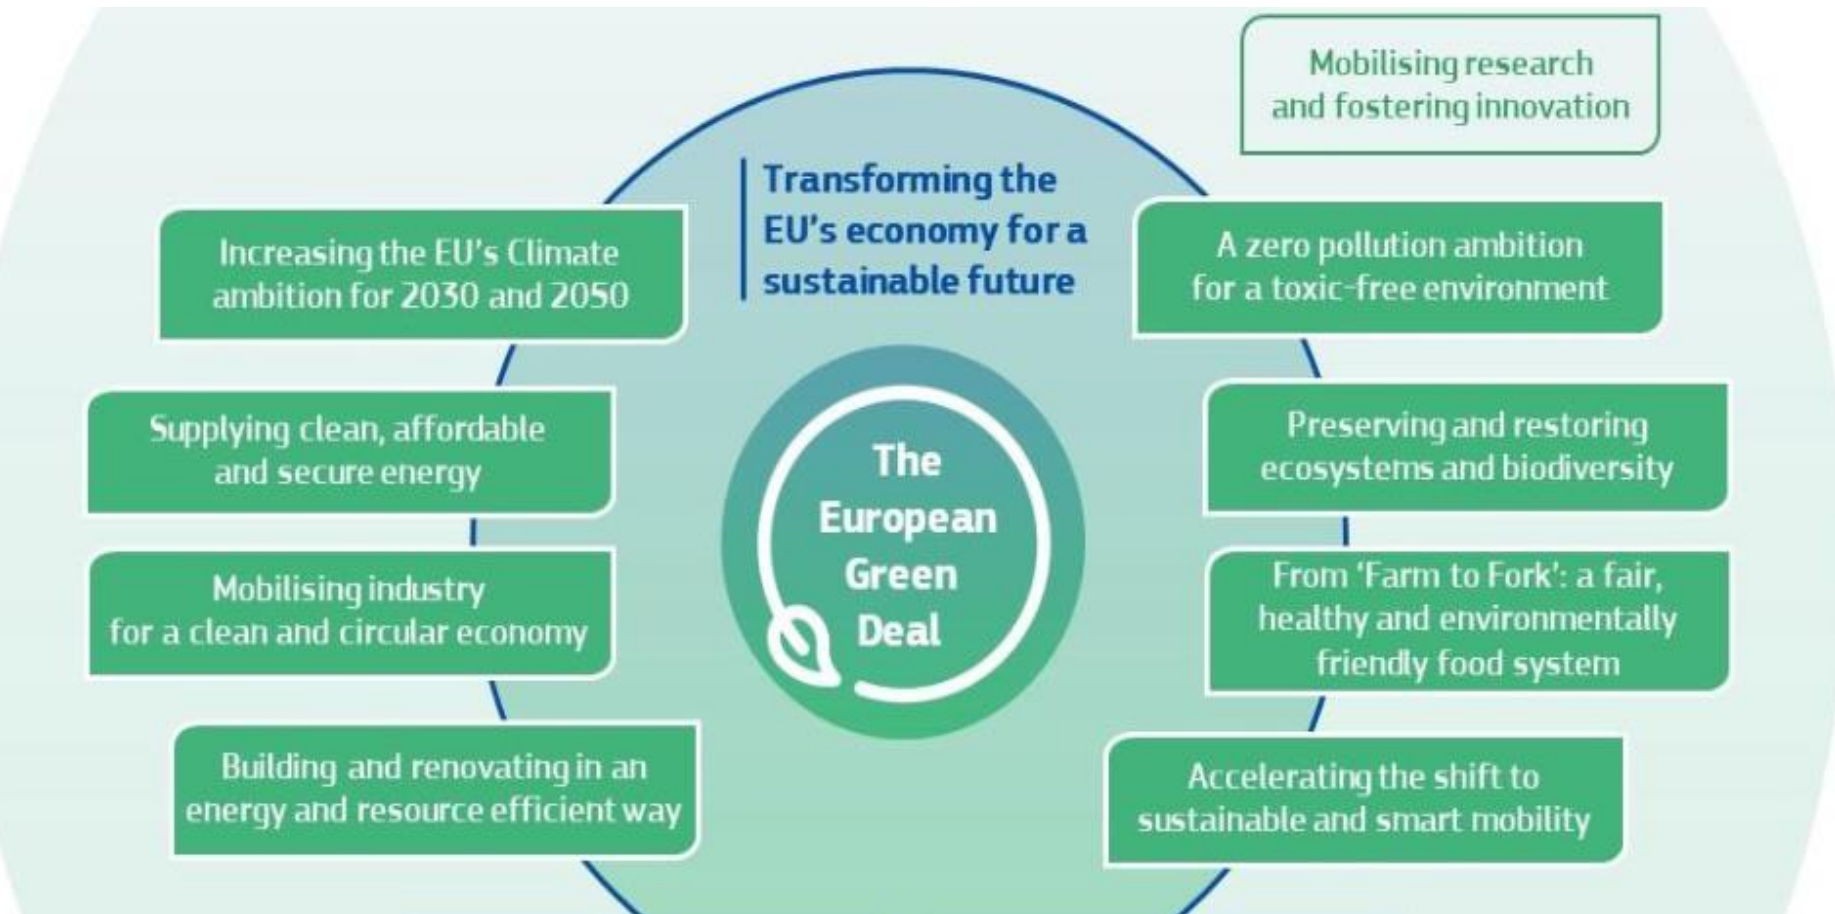 Mobilising research
and fostering innovation
Transforming the
EU's economy for a
sustainable future
Increasing the EU's Climate
ambition for 2030 and 2050
Supplying clean, affordable
and secure energy
Mobilising industry
for a clean and circular economy
Building and renovating in an
energy and resource efficient way
The
European
Green
Deal
A zero pollution ambition
for a toxic-free environment
Preserving and restoring
ecosystems and biodiversity
From ‘Farm to Fork’: a fair,
healthy and environmentally
friendly food system
Accelerating the shift to
sustainable and smart mobility